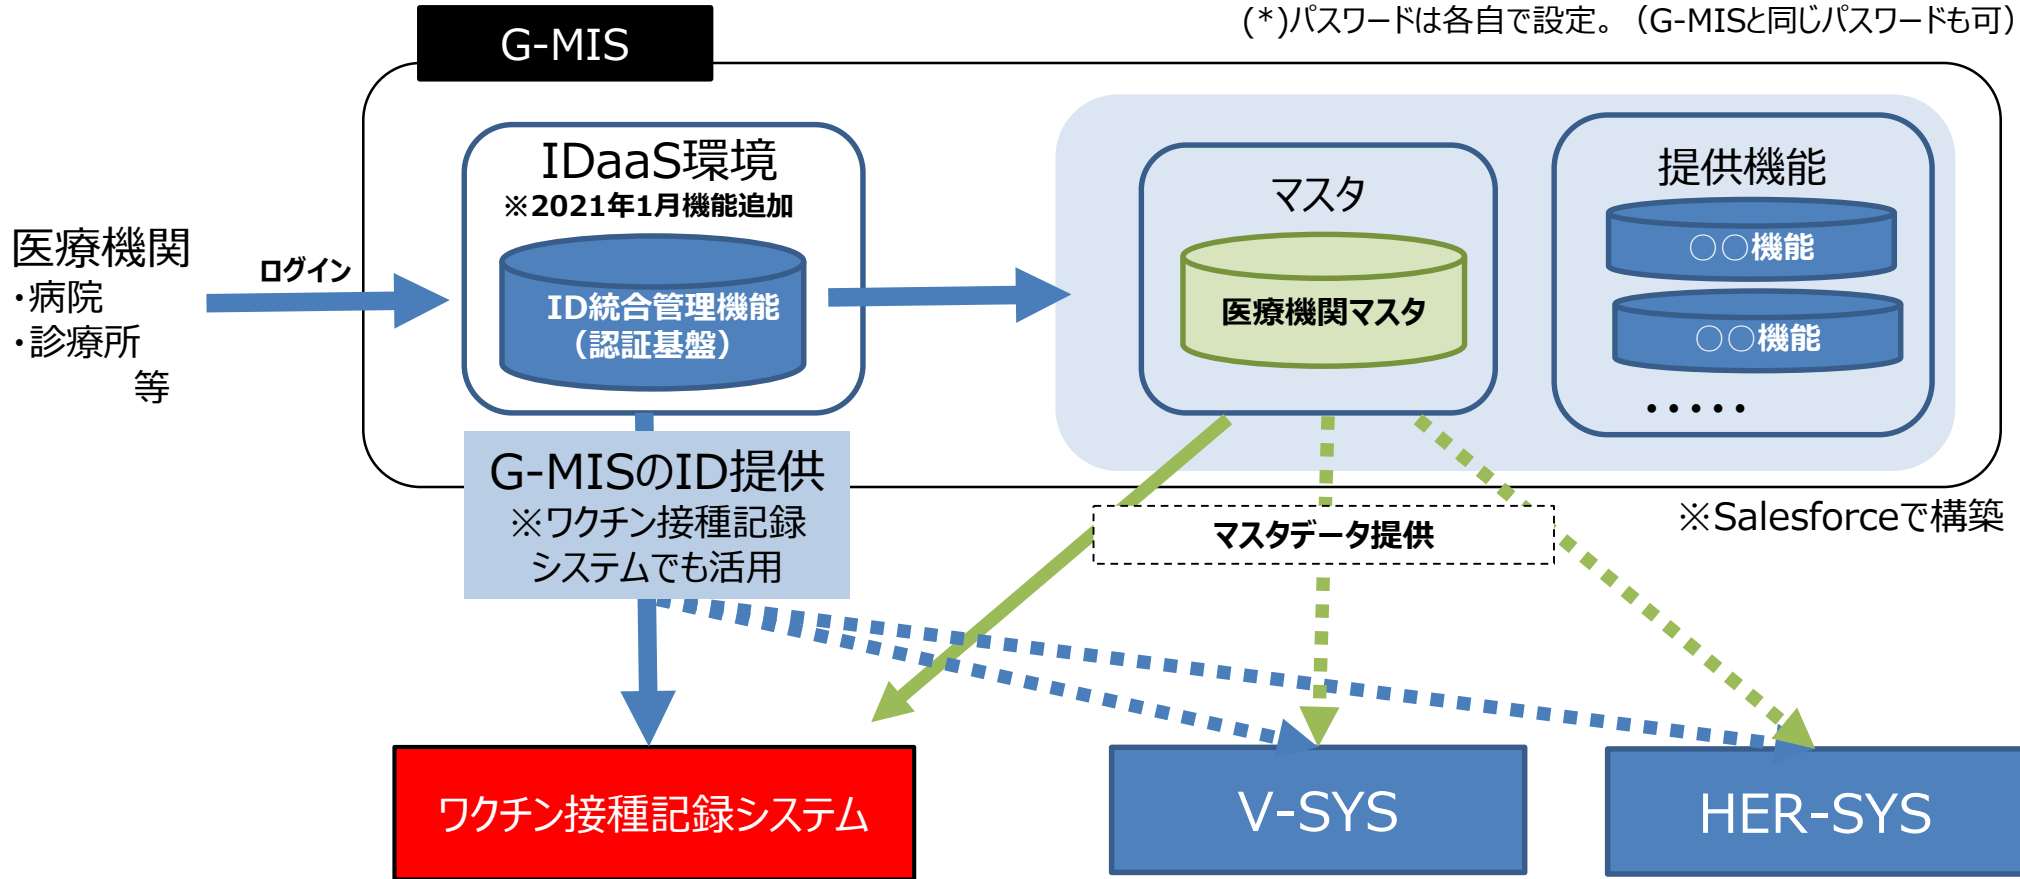 (*)パスワードは各自で設定。（G-MISと同じパスワードも可）
G-MIS
IDaaS環境
※2021年1月機能追加
ID統合管理機能
（認証基盤）
マスタ
医療機関マスタ
提供機能
○○機能
○○機能
・・・・・
医療機関
・病院
・診療所
等
ログイン
G-MISのID提供
※ワクチン接種記録
システムでも活用
マスタデータ提供
※Salesforceで構築
ワクチン接種記録システム
V-SYS
HER-SYS